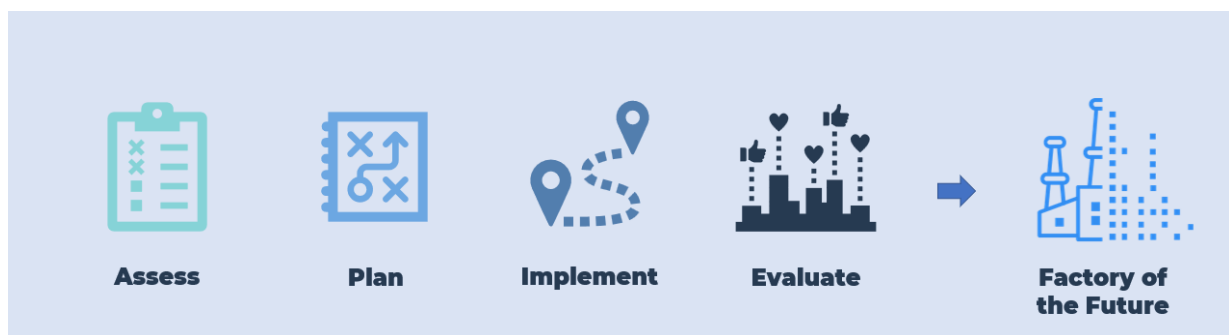 Assess
Plan
Implement
Evaluate
Factory of
the Future